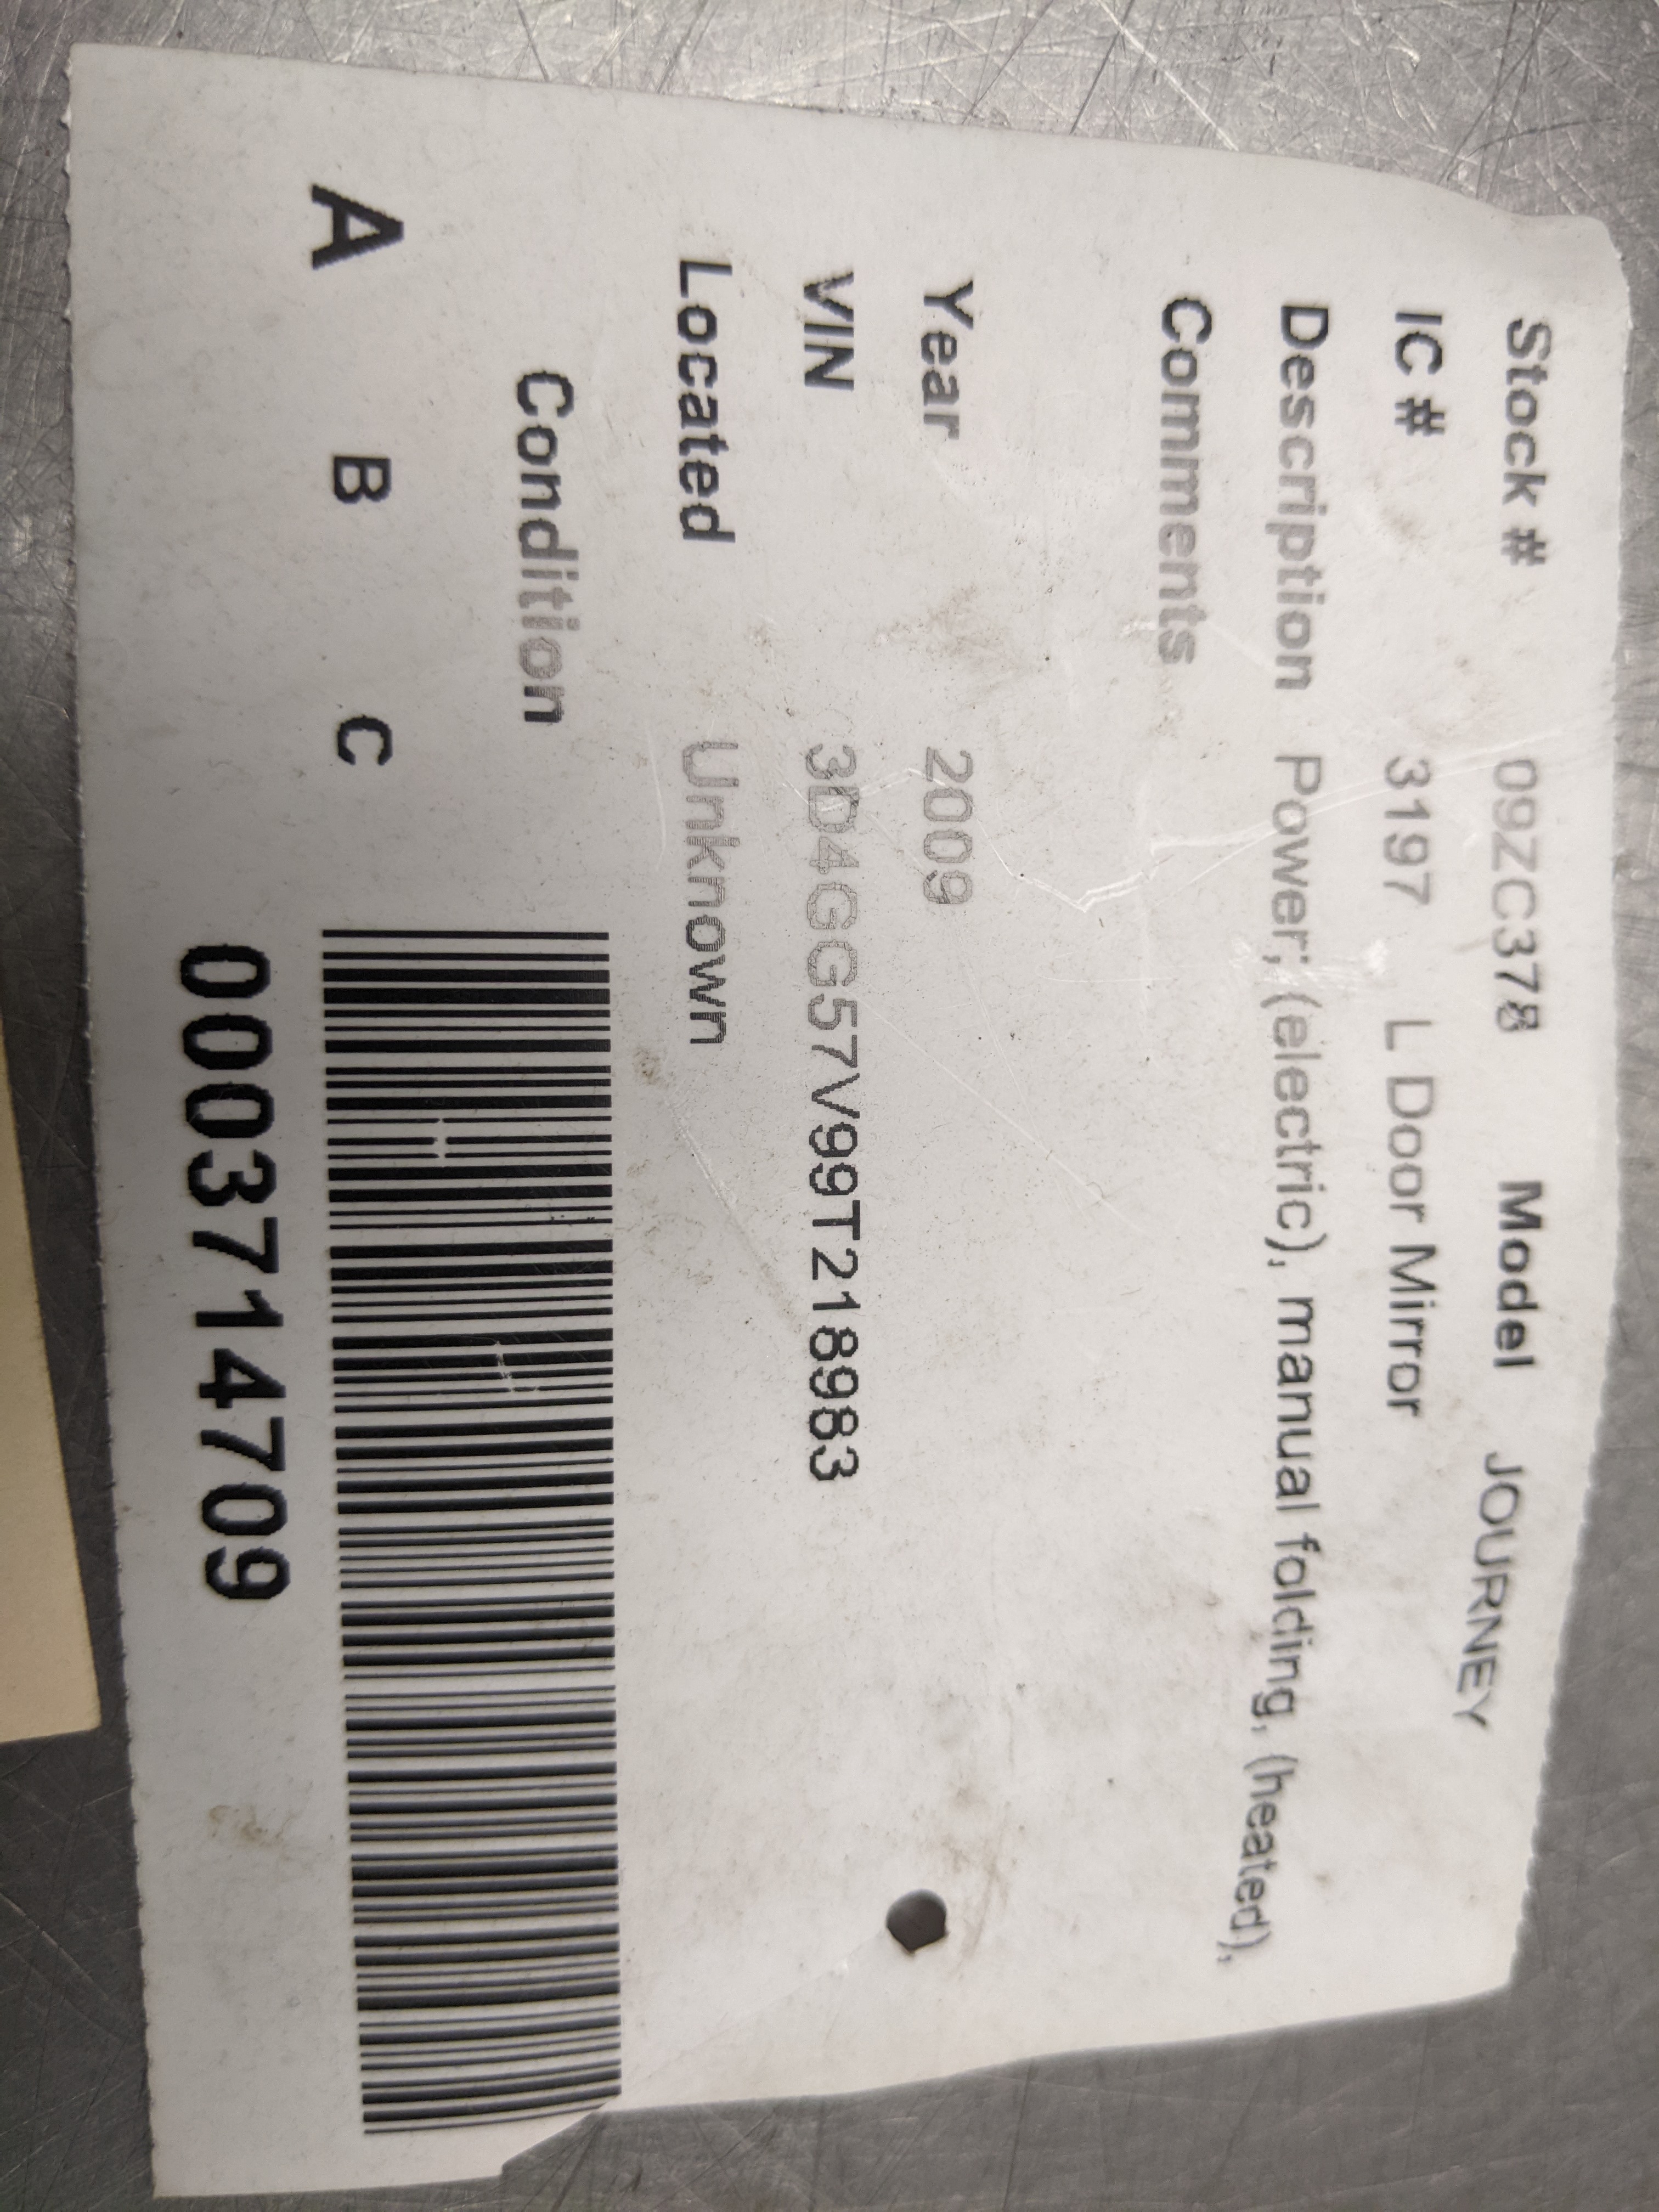 Stock # 09ZC378 Model JOURNEY
IC # 3197 L Door Mirror
Description Power; (electric), manual folding, (heated),
Comments
Year 2009
VIN 3D4GG57V99T218983
Located Unknown
Condition
A B C
0003714709